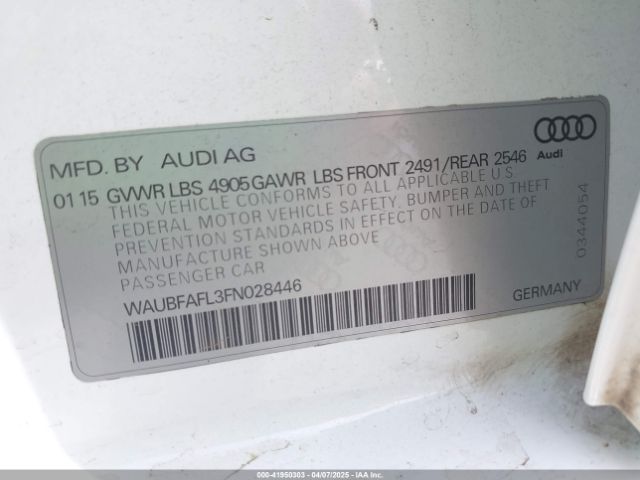 MFD. BY AUDI AG
01 15 GVWR LBS 4905 GAWR LBS FRONT 2491/REAR 2546
THIS VEHICLE CONFORMS TO ALL APPLICABLE U S
FEDERAL MOTOR VEHICLE SAFETY, BUMPER AND THEFT
PREVENTION STANDARDS IN EFFECT ON THE DATE OF
MANUFACTURE SHOWN ABOVE
PASSENGER CAR
WAUBFAFL3FN028446
Audi
0344054
GERMANY
000-41950303 - 04/07/2025 - IAAI.COM